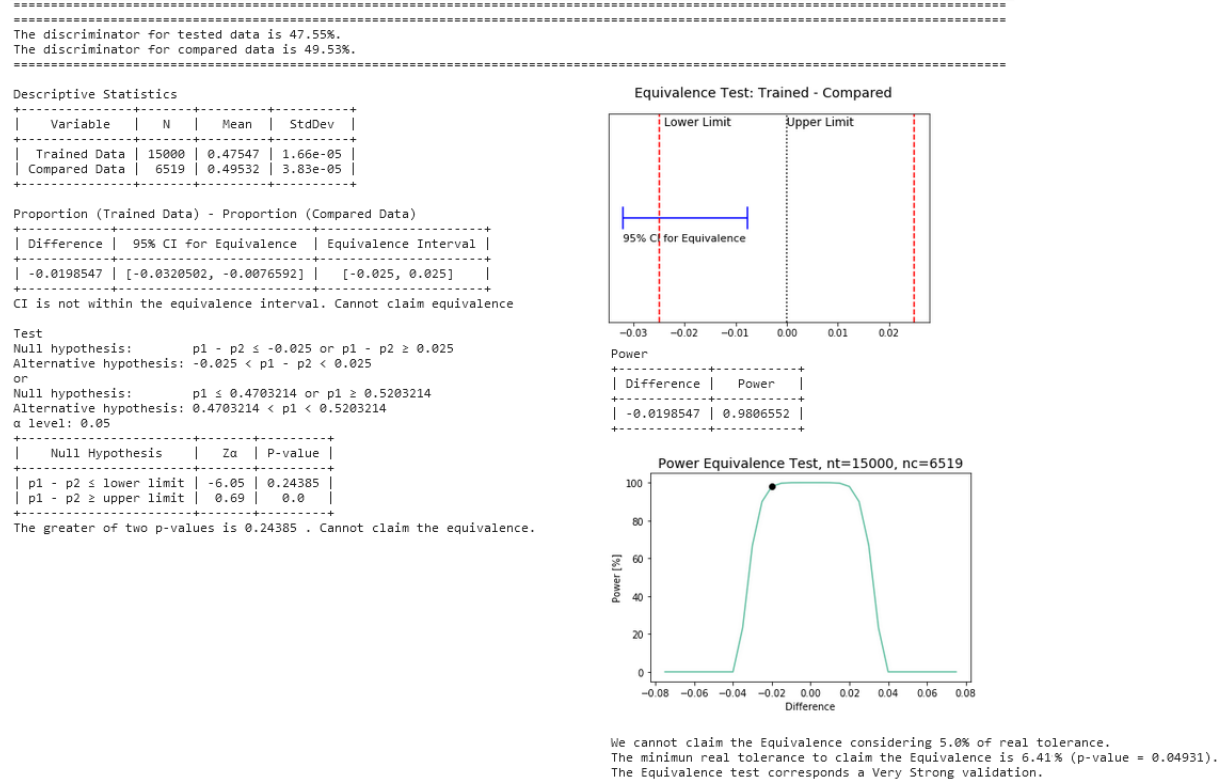 ====================================================================================================================================
====================================================================================================================================
The discriminator for tested data is 47.55%.
The discriminator for compared data is 49.53%.
====================================================================================================================================
Descriptive Statistics
+---------------+-------+---------+----------+
|    Variable   |   N   |   Mean  |  StdDev  |
+---------------+-------+---------+----------+
|  Trained Data | 15000 | 0.47547 | 1.66e-05 |
| Compared Data |  6519 | 0.49532 | 3.83e-05 |
+---------------+-------+---------+----------+
Proportion (Trained Data) - Proportion (Compared Data)
+------------+--------------------------+----------------------+
| Difference |  95% CI for Equivalence  | Equivalence Interval |
+------------+--------------------------+----------------------+
| -0.0198547 | [-0.0320502, -0.0076592] |   [-0.025, 0.025]    |
+------------+--------------------------+----------------------+
CI is not within the equivalence interval. Cannot claim equivalence
Test
Null hypothesis:        p1 - p2 ≤ -0.025 or p1 - p2 ≥ 0.025
Alternative hypothesis: -0.025 < p1 - p2 < 0.025
or
Null hypothesis:        p1 ≤ 0.4703214 or p1 ≥ 0.5203214
Alternative hypothesis: 0.4703214 < p1 < 0.5203214
α level: 0.05
+-----------------------+-------+---------+
|    Null Hypothesis    |   Zα  | P-value |
+-----------------------+-------+---------+
| p1 - p2 ≤ lower limit | -6.05 | 0.24385 |
| p1 - p2 ≥ upper limit |  0.69 |   0.0   |
+-----------------------+-------+---------+
The greater of two p-values is 0.24385 . Cannot claim the equivalence.
Equivalence Test: Trained - Compared
Lower Limit Upper Limit
95% CI for Equivalence
−0.03 −0.02 −0.01 0.00 0.01 0.02
Power
+------------+-----------+
| Difference |   Power   |
+------------+-----------+
| -0.0198547 | 0.9806552 |
+------------+-----------+
Power Equivalence Test, nt=15000, nc=6519
100
80
60
40
20
0
Power [%]
−0.08 −0.06 −0.04 −0.02 0.00 0.02 0.04 0.06 0.08
Difference
We cannot claim the Equivalence considering 5.0% of real tolerance.
The minimun real tolerance to claim the Equivalence is 6.41% (p-value = 0.04931).
The Equivalence test corresponds a Very Strong validation.